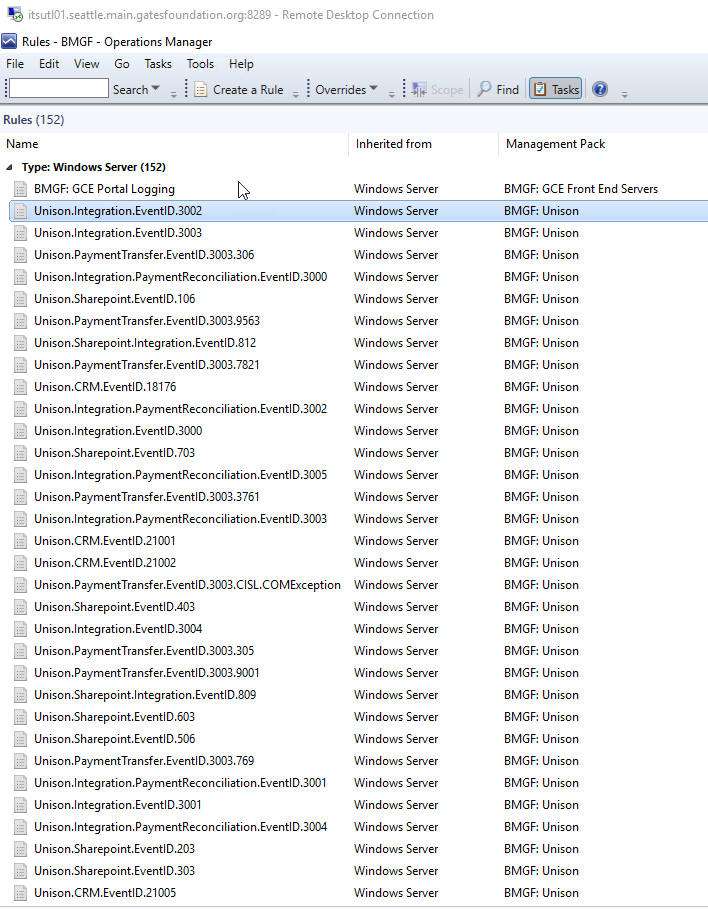 itsutl01.seattle.main.gatesfoundation.org:8289 - Remote Desktop Connection
Rules - BMGF - Operations Manager
File Edit View Go Tasks Tools Help
Search Create a Rule Overrides Scope Find Tasks
Rules (152)
Name Inherited from Management Pack
Type: Windows Server (152)
BMGF: GCE Portal Logging Windows Server BMGF: GCE Front End Servers
Unison.Integration.EventID.3002 Windows Server BMGF: Unison
Unison.Integration.EventID.3003 Windows Server BMGF: Unison
Unison.PaymentTransfer.EventID.3003.306 Windows Server BMGF: Unison
Unison.Integration.PaymentReconciliation.EventID.3000 Windows Server BMGF: Unison
Unison.Sharepoint.EventID.106 Windows Server BMGF: Unison
Unison.PaymentTransfer.EventID.3003.9563 Windows Server BMGF: Unison
Unison.Sharepoint.Integration.EventID.812 Windows Server BMGF: Unison
Unison.PaymentTransfer.EventID.3003.7821 Windows Server BMGF: Unison
Unison.CRM.EventID.18176 Windows Server BMGF: Unison
Unison.Integration.PaymentReconciliation.EventID.3002 Windows Server BMGF: Unison
Unison.Integration.EventID.3000 Windows Server BMGF: Unison
Unison.Sharepoint.EventID.703 Windows Server BMGF: Unison
Unison.Integration.PaymentReconciliation.EventID.3005 Windows Server BMGF: Unison
Unison.PaymentTransfer.EventID.3003.3761 Windows Server BMGF: Unison
Unison.Integration.PaymentReconciliation.EventID.3003 Windows Server BMGF: Unison
Unison.CRM.EventID.21001 Windows Server BMGF: Unison
Unison.CRM.EventID.21002 Windows Server BMGF: Unison
Unison.PaymentTransfer.EventID.3003.CISL.COMException Windows Server BMGF: Unison
Unison.Sharepoint.EventID.403 Windows Server BMGF: Unison
Unison.Integration.EventID.3004 Windows Server BMGF: Unison
Unison.PaymentTransfer.EventID.3003.305 Windows Server BMGF: Unison
Unison.PaymentTransfer.EventID.3003.9001 Windows Server BMGF: Unison
Unison.Sharepoint.Integration.EventID.809 Windows Server BMGF: Unison
Unison.Sharepoint.EventID.603 Windows Server BMGF: Unison
Unison.Sharepoint.EventID.506 Windows Server BMGF: Unison
Unison.PaymentTransfer.EventID.3003.769 Windows Server BMGF: Unison
Unison.Integration.PaymentReconciliation.EventID.3001 Windows Server BMGF: Unison
Unison.Integration.EventID.3001 Windows Server BMGF: Unison
Unison.Integration.PaymentReconciliation.EventID.3004 Windows Server BMGF: Unison
Unison.Sharepoint.EventID.203 Windows Server BMGF: Unison
Unison.Sharepoint.EventID.303 Windows Server BMGF: Unison
Unison.CRM.EventID.21005 Windows Server BMGF: Unison